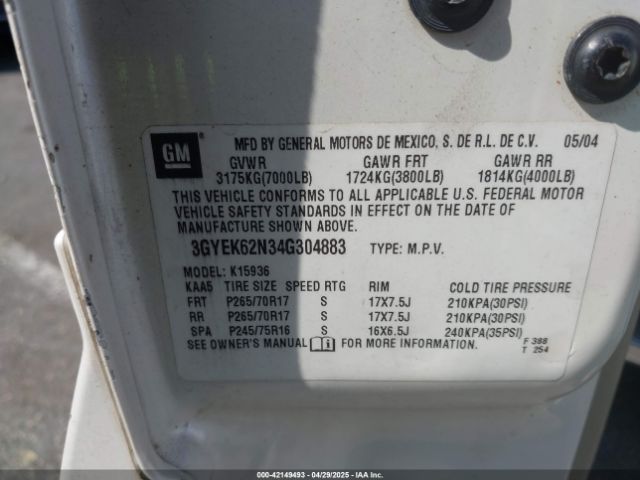 GM
MFD BY GENERAL MOTORS DE MEXICO, S. DE R.L. DE C.V. 05/04
GVWR GAWR FRT GAWR RR
3175KG(7000LB) 1724KG(3800LB) 1814KG(4000LB)
THIS VEHICLE CONFORMS TO ALL APPLICABLE U.S. FEDERAL MOTOR
VEHICLE SAFETY STANDARDS IN EFFECT ON THE DATE OF
MANUFACTURE SHOWN ABOVE.
3GYEK62N34G304883 TYPE: M.P.V.
MODEL: K15936
KAA5 TIRE SIZE SPEED RTG RIM COLD TIRE PRESSURE
FRT P265/70R17 S 17X7.5J 210KPA(30PSI)
RR P265/70R17 S 17X7.5J 210KPA(30PSI)
SPA P245/75R16 S 16X6.5J 240KPA(35PSI)
SEE OWNER'S MANUAL FOR MORE INFORMATION
F 388
T 254
000-42149493 - 04/29/2025 - IAA Inc.